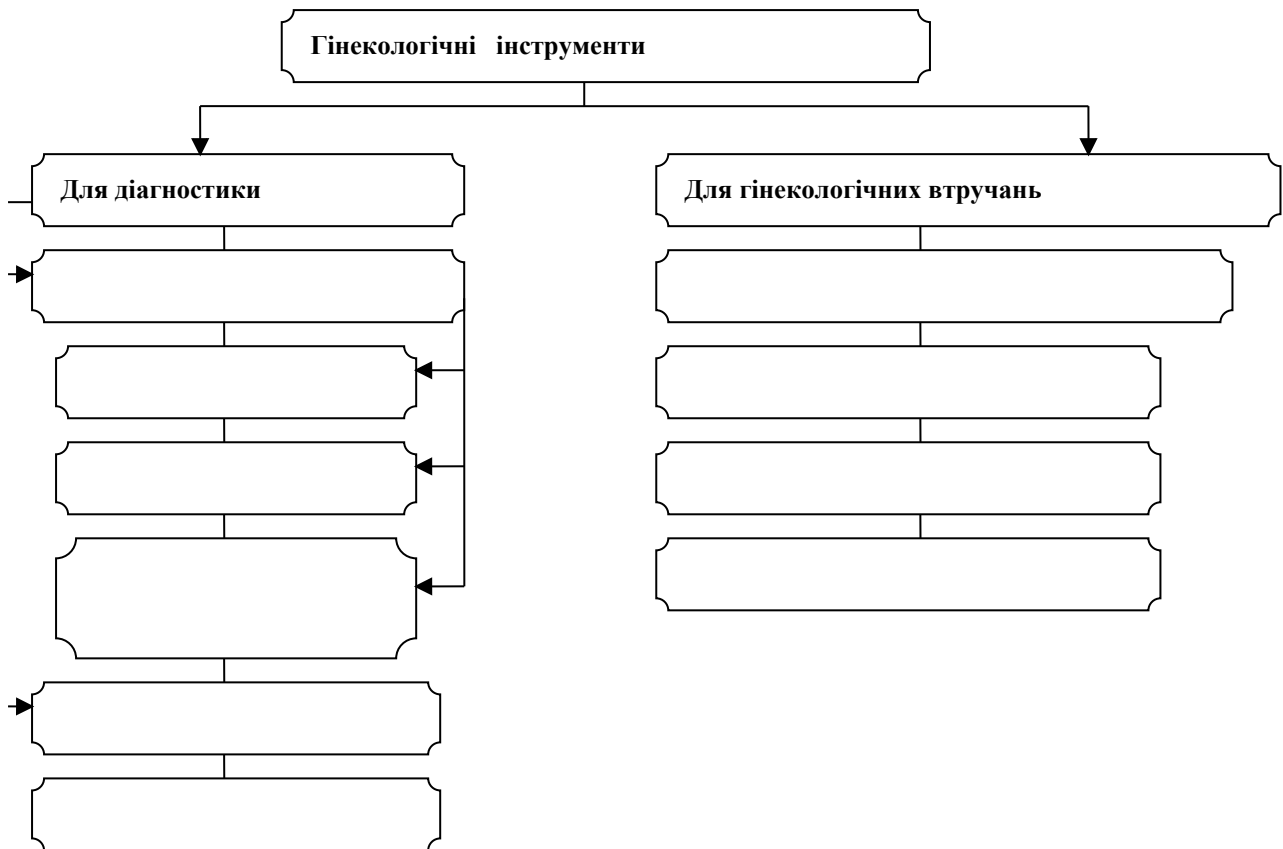 Гінекологічні інструменти
Для діагностики
Для гінекологічних втручань